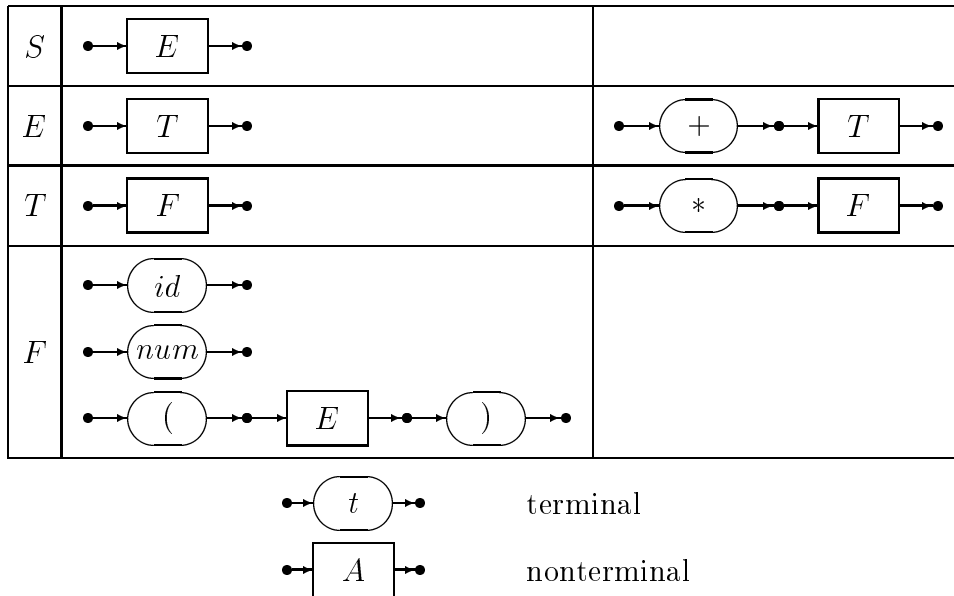 S E
E T + T
T F * F
id
num
F
( E )
t terminal
A nonterminal